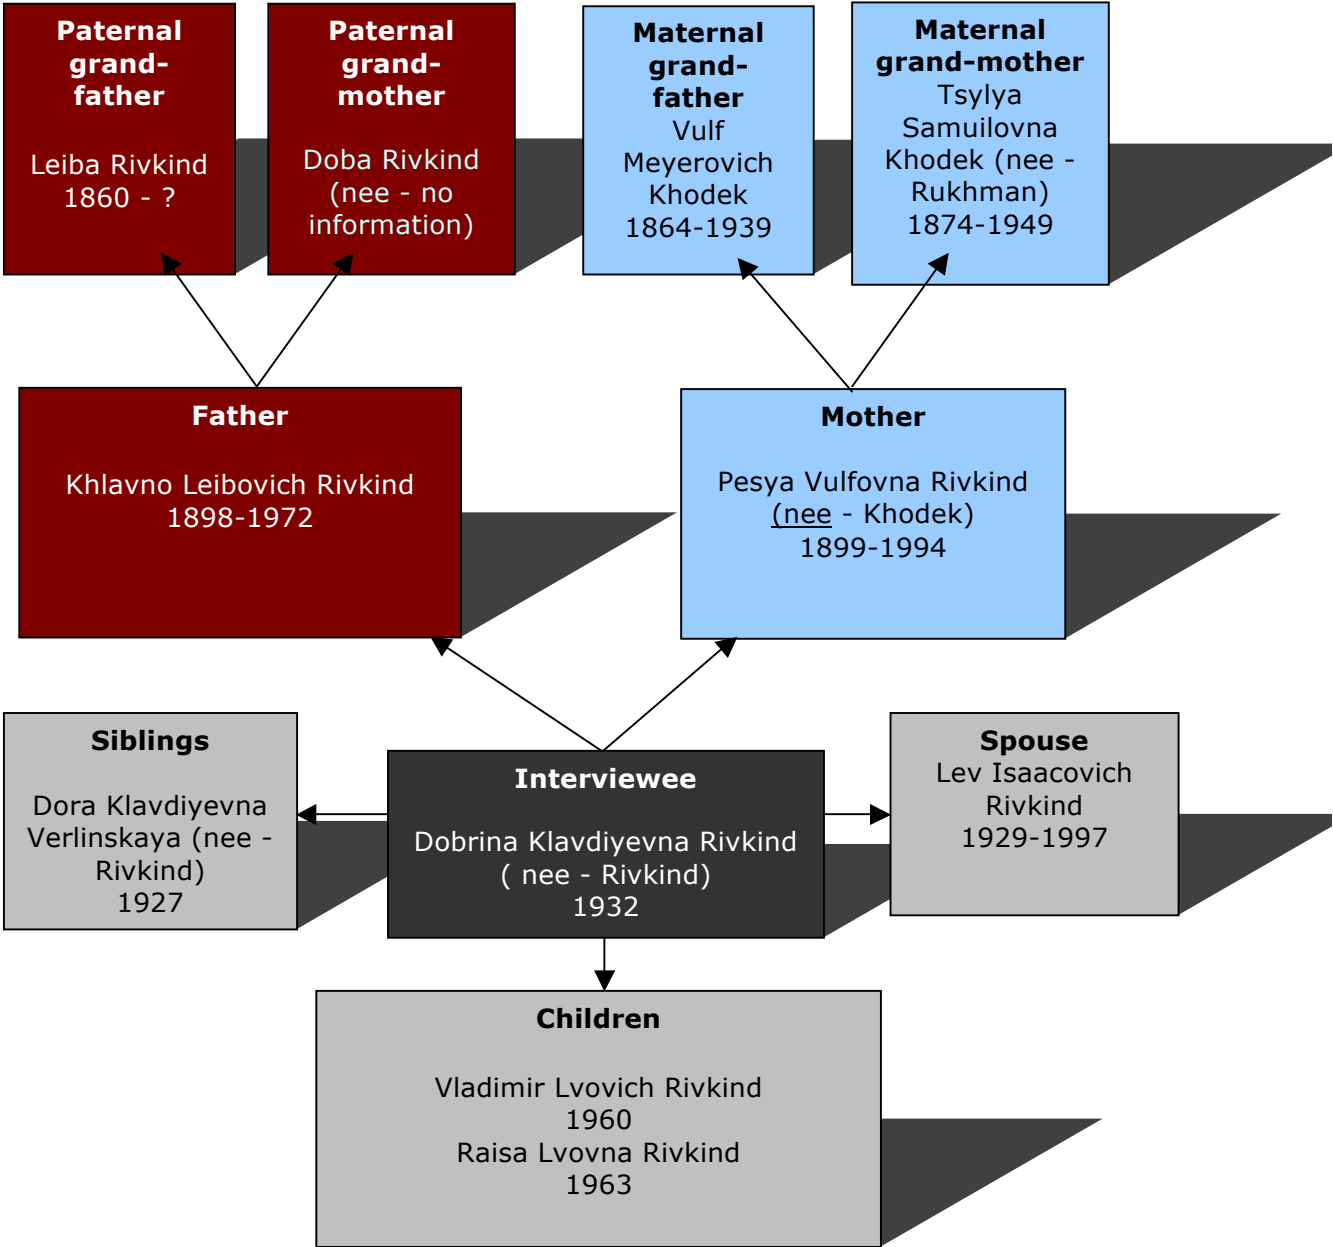 Paternal
grand-
father
Leiba Rivkind
1860 - ?
Paternal
grand-
mother
Doba Rivkind
(nee - no
information)
Maternal
grand-
father
Vulf
Meyerovich
Khodek
1864-1939
Maternal
grand-mother
Tsylya
Samuilovna
Khodek (nee -
Rukhman)
1874-1949
Father
Khlavno Leibovich Rivkind
1898-1972
Mother
Pesya Vulfovna Rivkind
(nee - Khodek)
1899-1994
Siblings
Dora Klavdiyevna
Verlinskaya (nee -
Rivkind)
1927
Interviewee
Dobrina Klavdiyevna Rivkind
( nee - Rivkind)
1932
Spouse
Lev Isaacovich
Rivkind
1929-1997
Children
Vladimir Lvovich Rivkind
1960
Raisa Lvovna Rivkind
1963